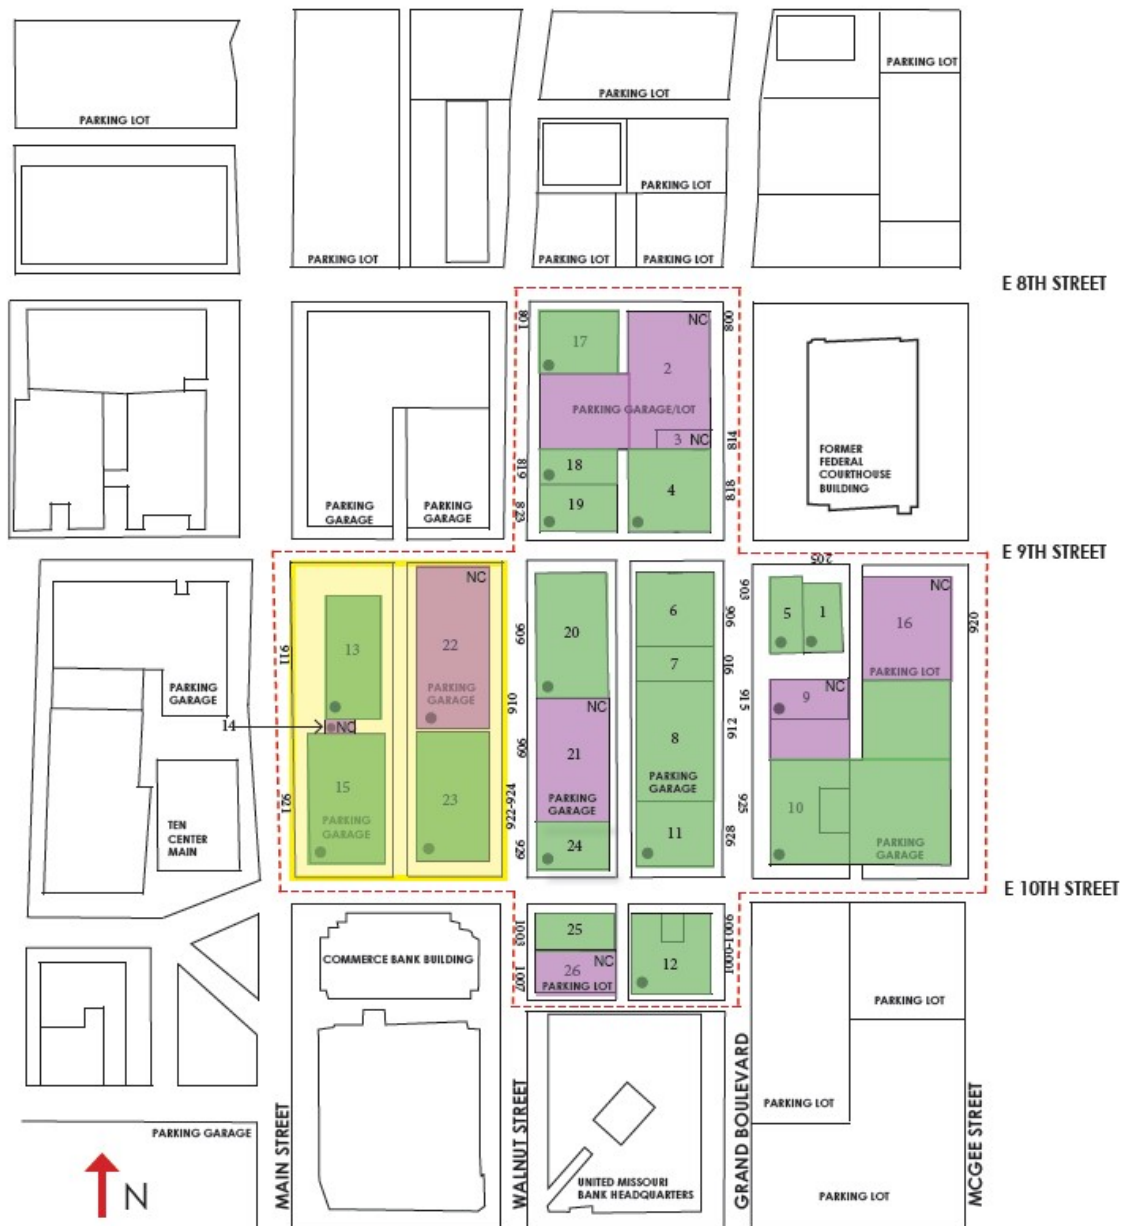 PARKING LOT
PARKING LOT
PARKING LOT
PARKING LOT
PARKING LOT
PARKING LOT
PARKING LOT
E 8TH STREET
801
17
NC
2
808
PARKING GARAGE/LOT
3 NC
814
819
18
823
19
4
818
PARKING
GARAGE
PARKING
GARAGE
FORMER
FEDERAL
COURTHOUSE
BUILDING
E 9TH STREET
205
911
13
NC
22
PARKING
GARAGE
910
14
NC
921
15
PARKING
GARAGE
23
922-924
PARKING
GARAGE
TEN
CENTER
MAIN
909
20
NC
21
909
PARKING
GARAGE
929
24
6
906
7
910
8
912
PARKING
GARAGE
11
928
903
5
1
NC
16
920
PARKING LOT
915
NC
9
925
10
PARKING
GARAGE
E 10TH STREET
COMMERCE BANK BUILDING
1003
25
1007
26
NC
PARKING LOT
12
1000-1006
PARKING LOT
PARKING LOT
PARKING LOT
PARKING GARAGE
UNITED MISSOURI
BANK HEADQUARTERS
MAIN STREET
WALNUT STREET
GRAND BOULEVARD
MCGEE STREET
N